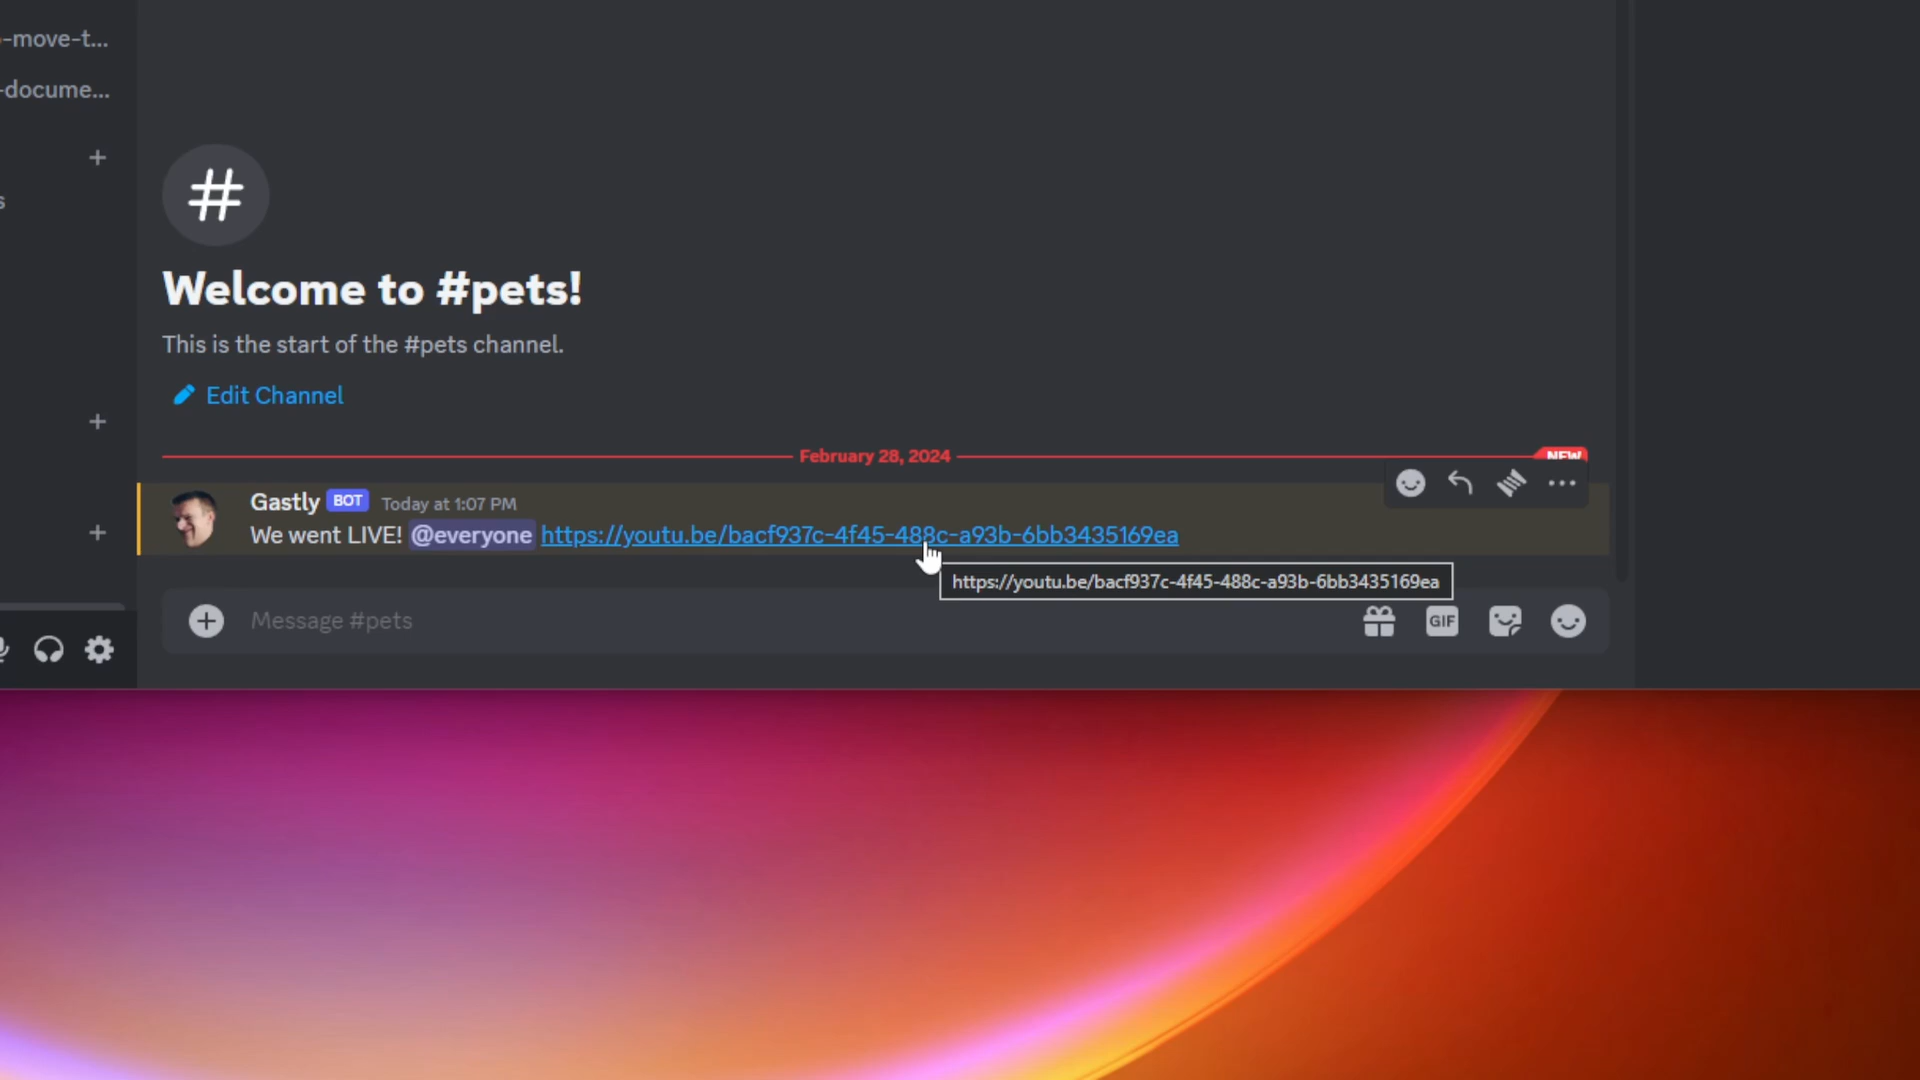 -move-t...
-docume...
s
#
Welcome to #pets!
This is the start of the #pets channel.
Edit Channel
February 28, 2024
NEW
Gastly BOT Today at 1:07 PM
We went LIVE! @everyone https://youtu.be/bacf937c-4f45-488c-a93b-6bb3435169ea
https://youtu.be/bacf937c-4f45-488c-a93b-6bb3435169ea
Message #pets
GIF